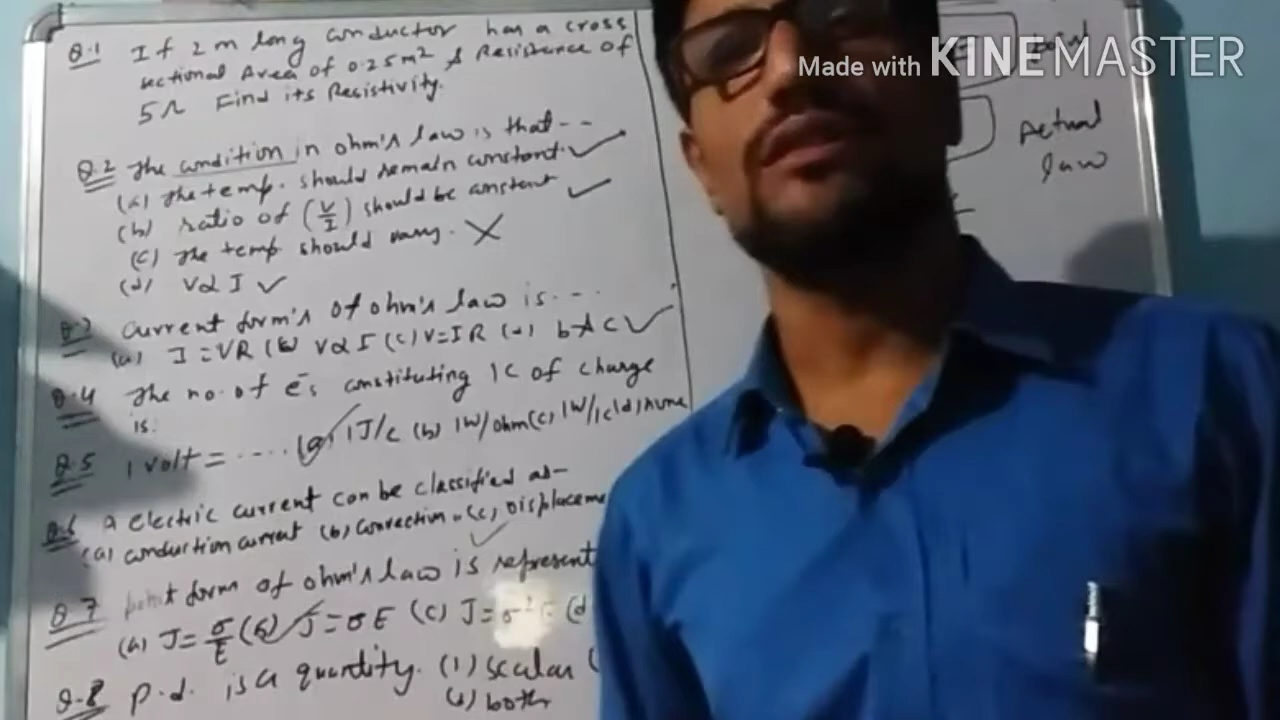 Q.1 If 2 m long conductor has a cross
sectional Area of 0.25m² & Resistance of
5Ω Find its Resistivity.
Q.2 The condition in ohm's law is that --
(a) The temp. should remain constant. ✓
(b) ratio of (V/I) should be constant ✓
(c) The temp should vary. X
(d) V∝I ✓
Q.3 Current form's of ohm's law is ...
(a) I=VR (b) V∝I (c) V=IR (d) b&c ✓
Q.4 The no. of e⁻s constituting 1C of charge
is:
Q.5 1 volt = .... (a) 1J/c (b) 1W/ohm (c) 1W/1c (d) None
Q.6 a electric current can be classified as-
(a) conduction current (b) convection (c) Displaceme
Q.7 point form of ohm's law is represent
(a) J=σ/E (b) ✓ J=σE (c) J=σ²E (d
Q.8 p.d. is a quantity. (1) scalar (
both
Made with KINEMASTER
point
Actual
law